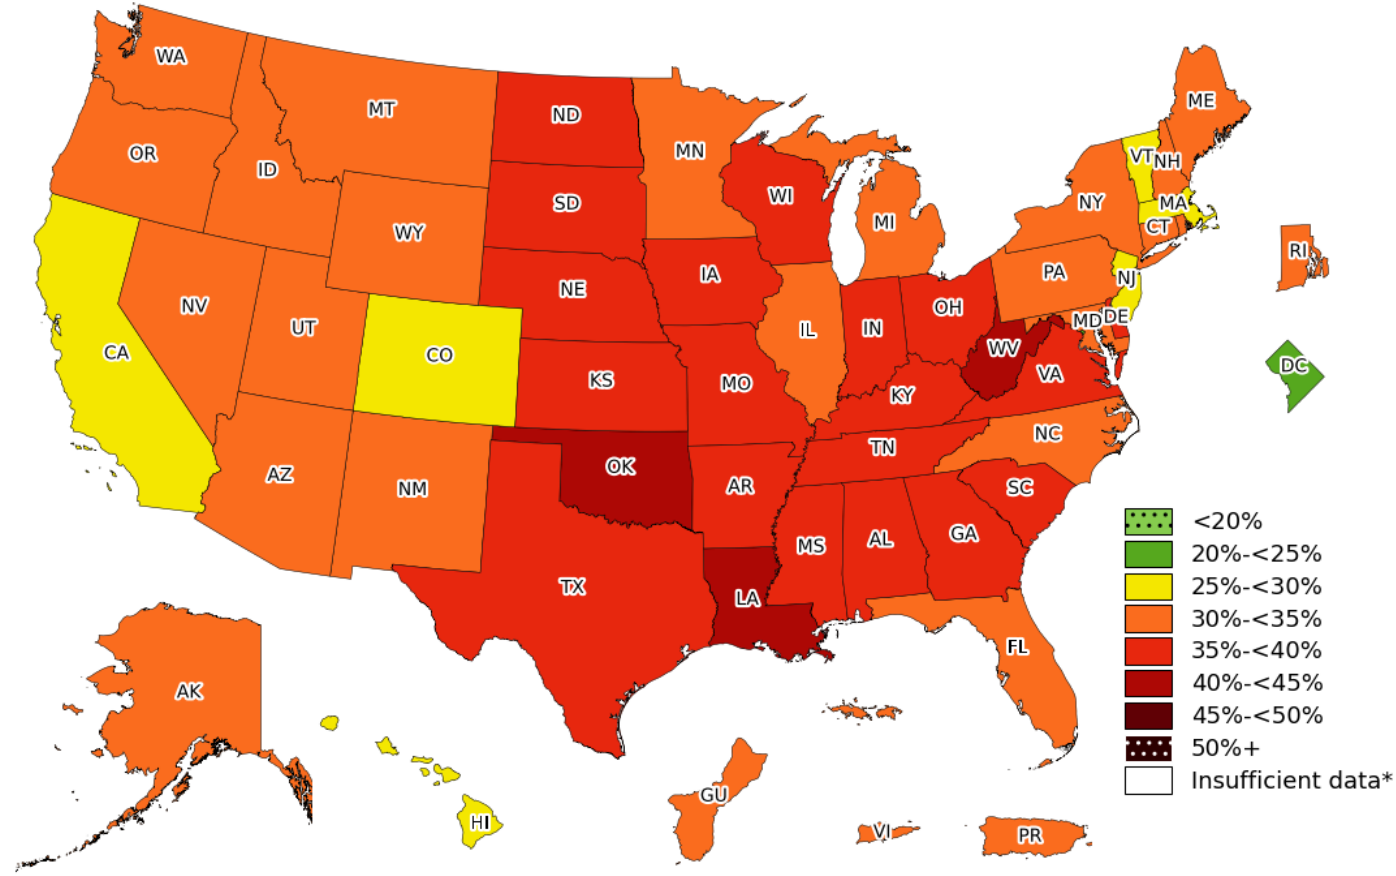 WA
MT
ND
MN
ME
OR
ID
SD
WI
MI
VT
NH
NY
MA
CT
WY
NE
IA
PA
RI
NV
UT
CO
IL
IN
OH
NJ
MD
DE
CA
KS
MO
WV
VA
DC
KY
AZ
NM
OK
AR
TN
NC
SC
TX
LA
MS
AL
GA
FL
<20%
20%-<25%
25%-<30%
30%-<35%
35%-<40%
40%-<45%
45%-<50%
50%+
Insufficient data*
AK
HI
GU
VI
PR